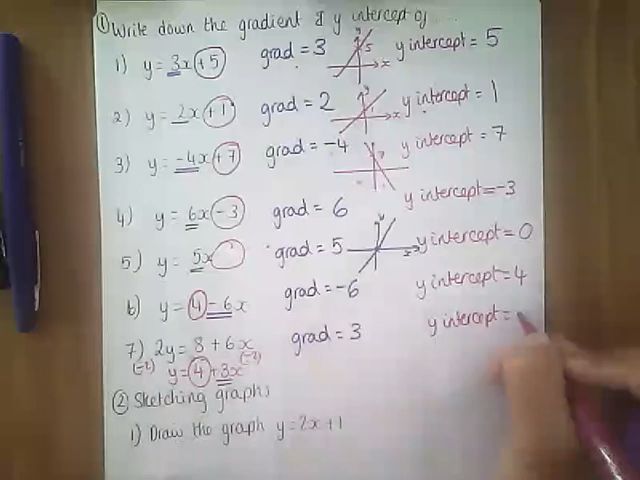 ① Write down the gradient & y intercept of ...
1) y = 3x + 5 grad = 3 y intercept = 5
2) y = 2x + 1 grad = 2 y intercept = 1
3) y = -4x + 7 grad = -4 y intercept = 7
4) y = 6x - 3 grad = 6 y intercept = -3
5) y = 5x grad = 5 y intercept = 0
6) y = 4 - 6x grad = -6 y intercept = 4
7) 2y = 8 + 6x grad = 3 y intercept =
(÷2) y = 4 + 3x (÷2)
② Sketching graphs
1) Draw the graph y = 2x + 1